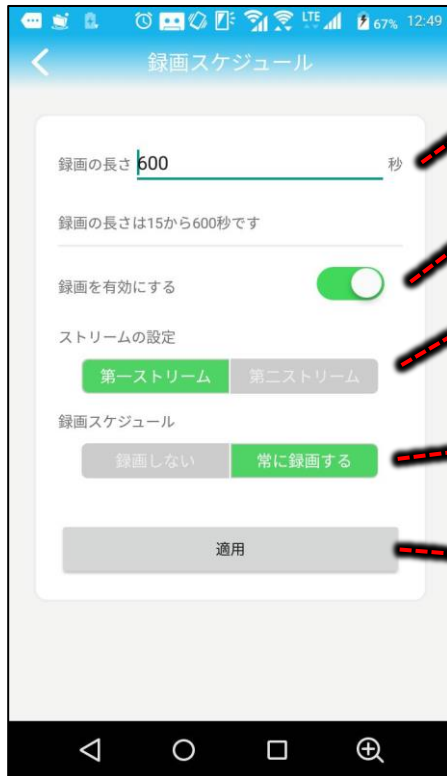 LTE 67% 12:49
録画スケジュール
録画の長さ 600 秒
録画の長さは15から600秒です
録画を有効にする
ストリームの設定
第一ストリーム 第二ストリーム
録画スケジュール
録画しない 常に録画する
適用